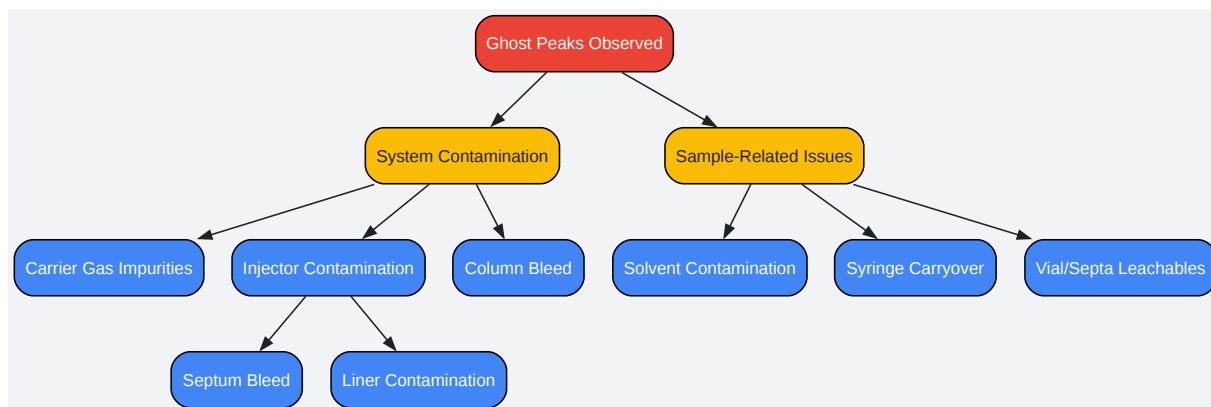 Ghost Peaks Observed
System Contamination
Sample-Related Issues
Carrier Gas Impurities
Injector Contamination
Column Bleed
Solvent Contamination
Syringe Carryover
Vial/Septa Leachables
Septum Bleed
Liner Contamination